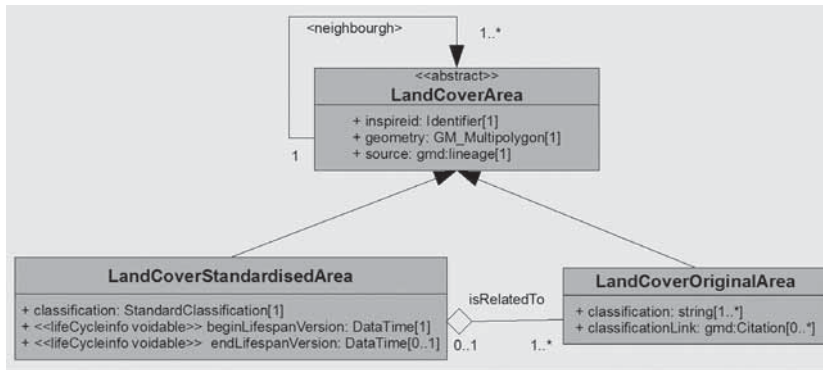 <neighbourgh>
1..*
<<abstract>>
LandCoverArea
+ inspireid: Identifier[1]
+ geometry: GM_Multipolygon[1]
+ source: gmd:lineage[1]
1
LandCoverStandardisedArea
+ classification: StandardClassification[1]
+ <<lifeCycleinfo voidable>> beginLifespanVersion: DataTime[1]
+ <<lifeCycleinfo voidable>> endLifespanVersion: DataTime[0..1]
isRelatedTo
0..1
1..*
LandCoverOriginalArea
+ classification: string[1..*]
+ classificationLink: gmd:Citation[0..*]